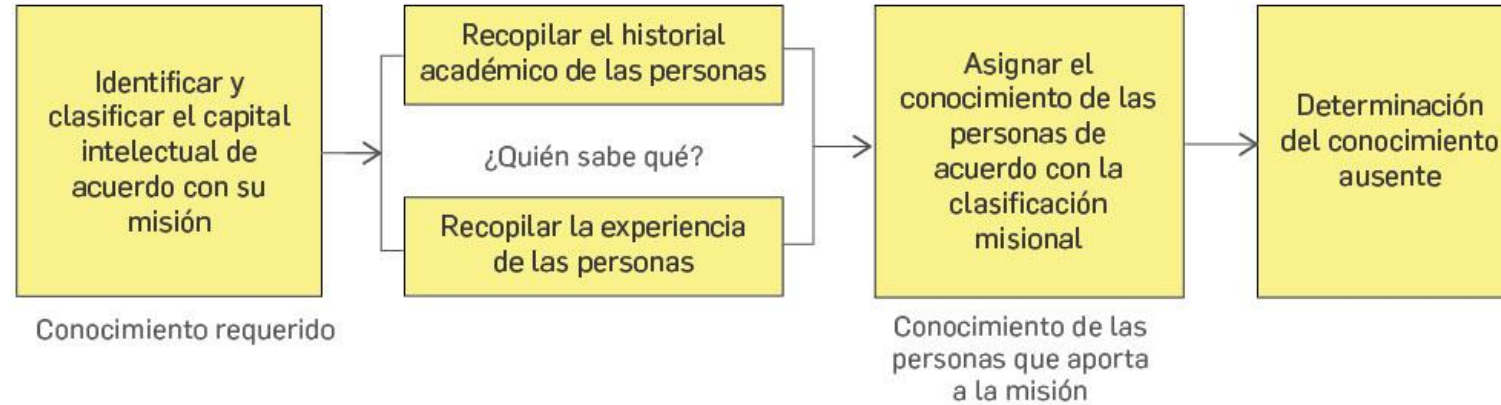 Identificar y
clasificar el capital
intelectual de
acuerdo con su
misión
Conocimiento requerido
Recopilar el historial
académico de las personas
¿Quién sabe qué?
Recopilar la experiencia
de las personas
Asignar el
conocimiento de las
personas de
acuerdo con la
clasificación
misional
Conocimiento de las
personas que aporta
a la misión
Determinación
del conocimiento
ausente